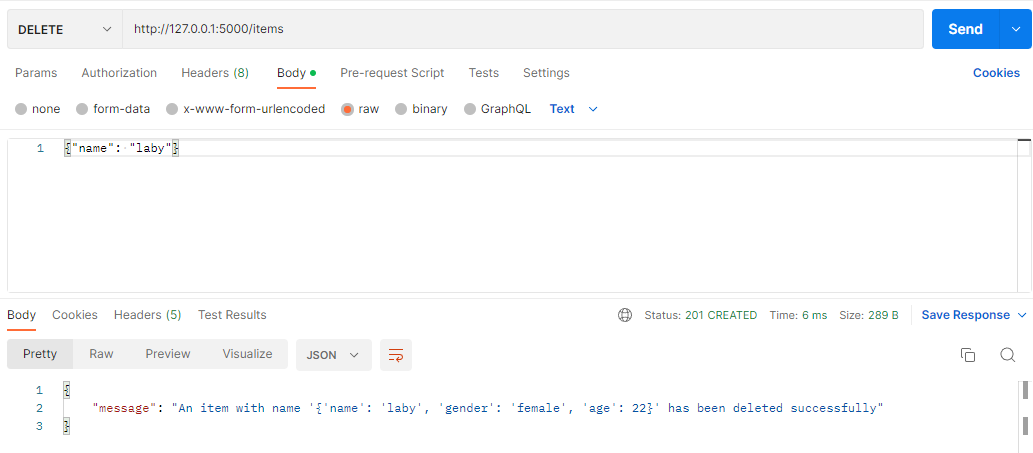 DELETE http://127.0.0.1:5000/items Send
Params Authorization Headers (8) Body Pre-request Script Tests Settings Cookies
none form-data x-www-form-urlencoded raw binary GraphQL Text
1 {"name": "laby"}
Body Cookies Headers (5) Test Results Status: 201 CREATED Time: 6 ms Size: 289 B Save Response
Pretty Raw Preview Visualize JSON
1 {
2 "message": "An item with name '{'name': 'laby', 'gender': 'female', 'age': 22}' has been deleted successfully"
3 }